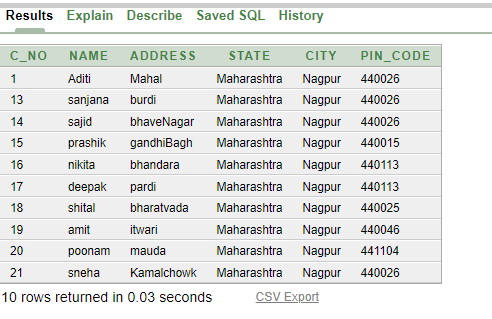 Results Explain Describe Saved SQL History
C_NO NAME ADDRESS STATE CITY PIN_CODE
1 Aditi Mahal Maharashtra Nagpur 440026
13 sanjana burdi Maharashtra Nagpur 440026
14 sajid bhaveNagar Maharashtra Nagpur 440026
15 prashik gandhiBagh Maharashtra Nagpur 440015
16 nikita bhandara Maharashtra Nagpur 440113
17 deepak pardi Maharashtra Nagpur 440113
18 shital bharatvada Maharashtra Nagpur 440025
19 amit itwari Maharashtra Nagpur 440046
20 poonam mauda Maharashtra Nagpur 441104
21 sneha Kamalchowk Maharashtra Nagpur 440026
10 rows returned in 0.03 seconds CSV Export